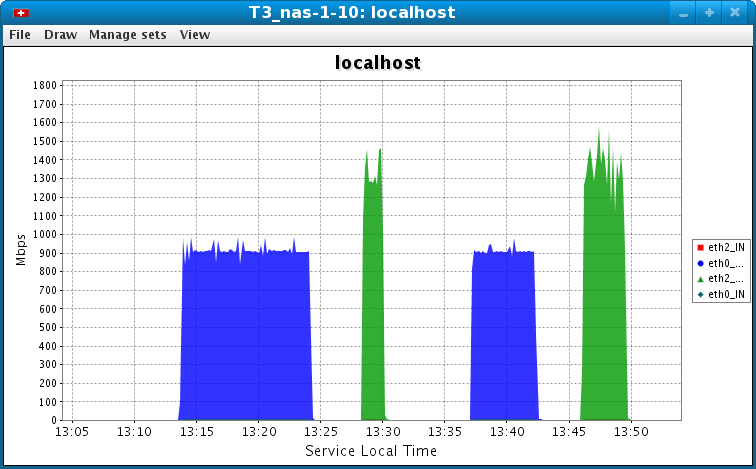 T3_nas-1-10: localhost
File Draw Manage sets View
localhost
1800
1700
1600
1500
1400
1300
1200
1100
1000
900
800
700
600
500
400
300
200
100
0
Mbps
13:05 13:10 13:15 13:20 13:25 13:30 13:35 13:40 13:45 13:50
Service Local Time
eth2_IN
eth0_...
eth2_...
eth0_IN